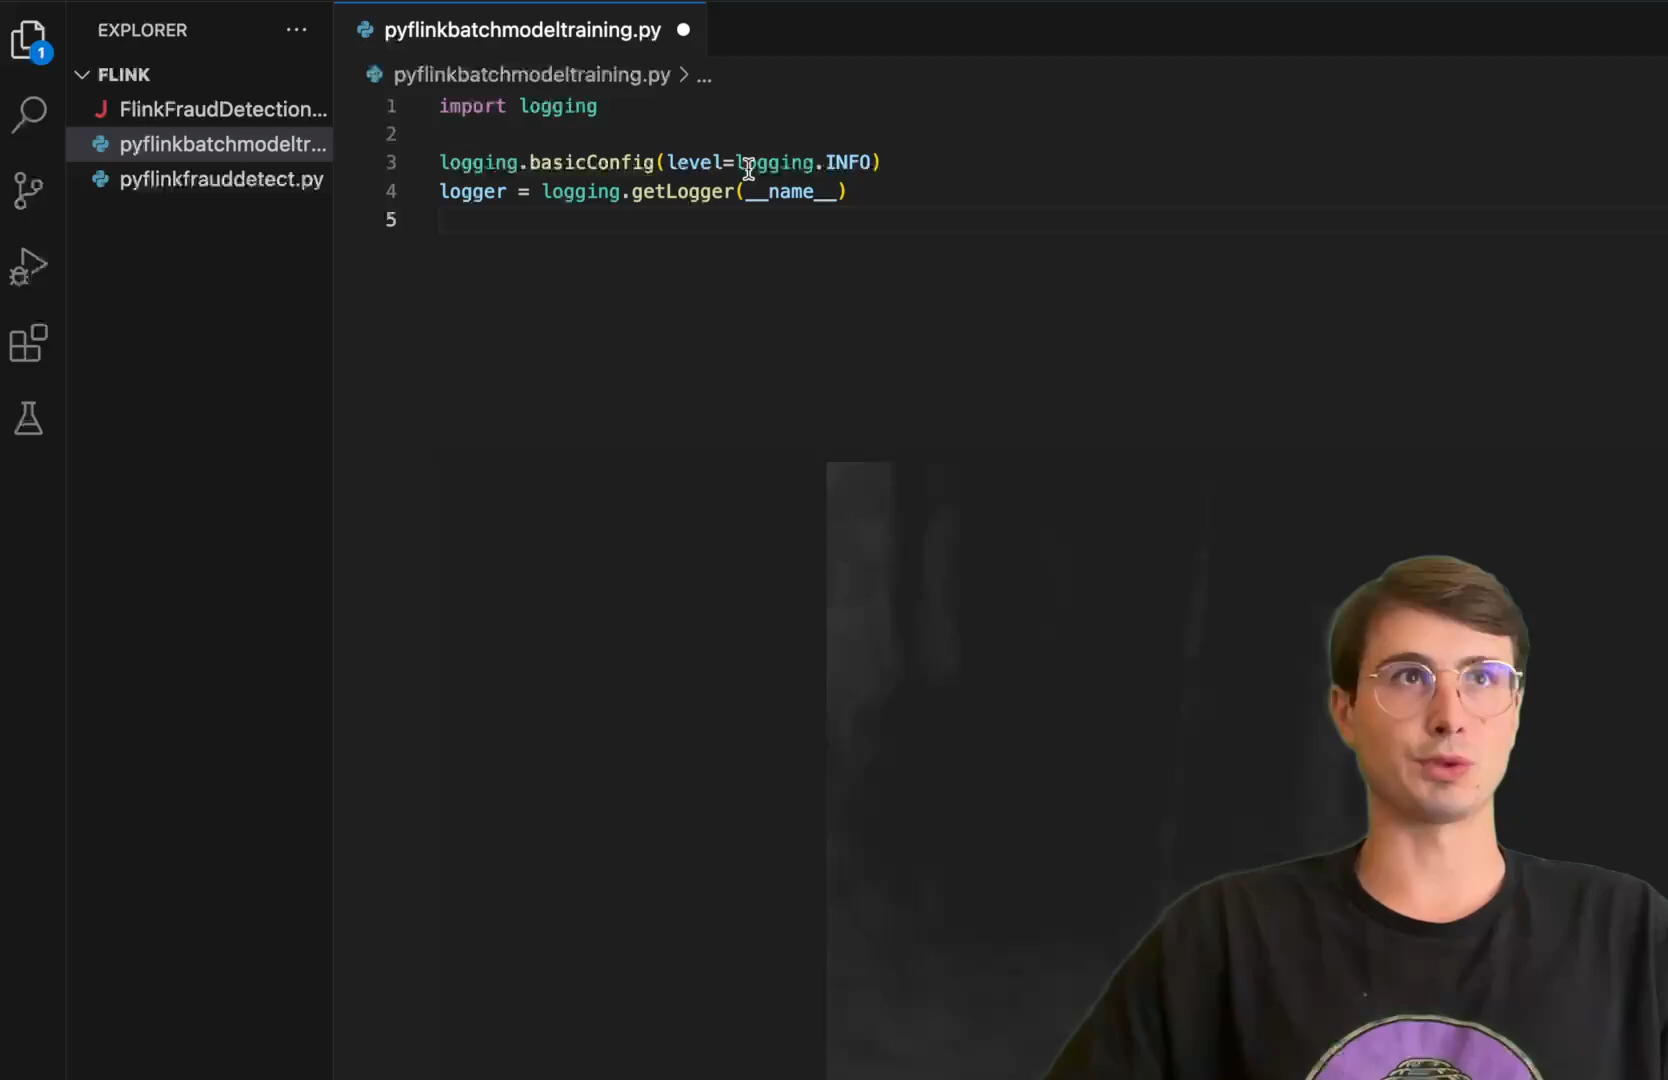 EXPLORER
1
FLINK
FlinkFraudDetection...
pyflinkbatchmodeltr...
pyflinkfrauddetect.py
pyflinkbatchmodeltraining.py
pyflinkbatchmodeltraining.py > ...
1 import logging
2
3 logging.basicConfig(level=logging.INFO)
4 logger = logging.getLogger(__name__)
5